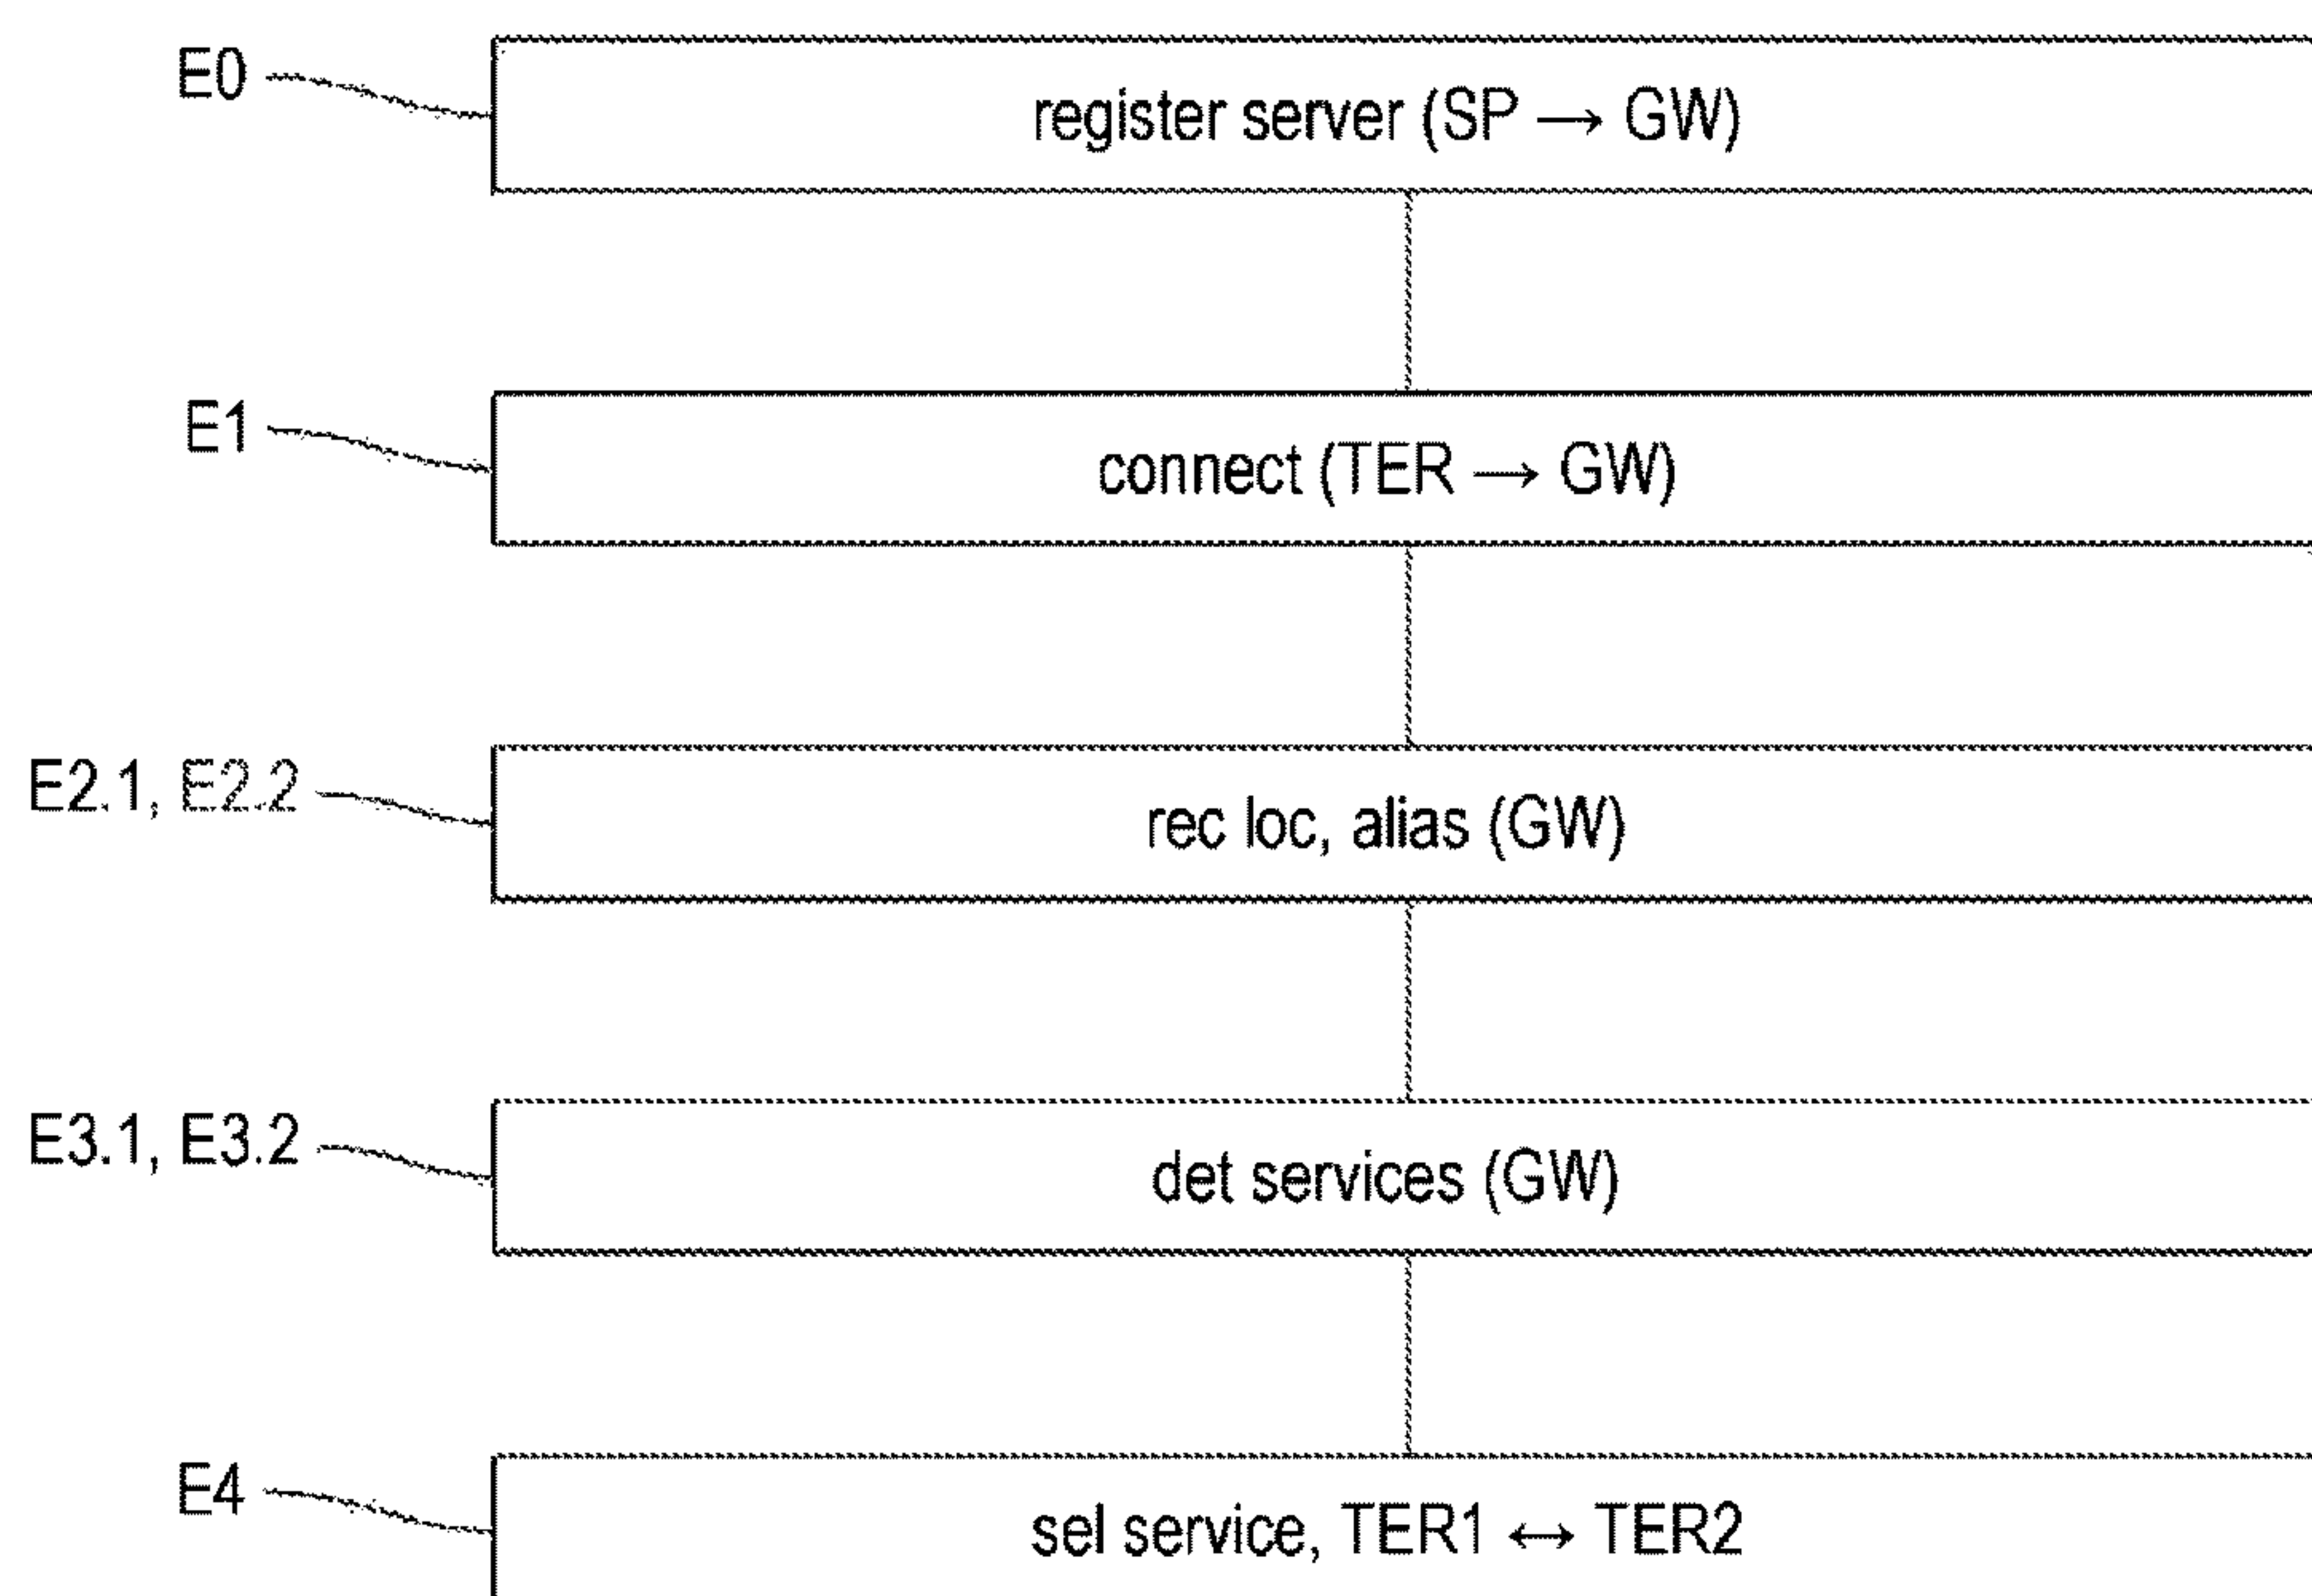 E0 register server (SP → GW)
E1 connect (TER → GW)
E2.1, E2.2 rec loc, alias (GW)
E3.1, E3.2 det services (GW)
E4 sel service, TER1 ↔ TER2